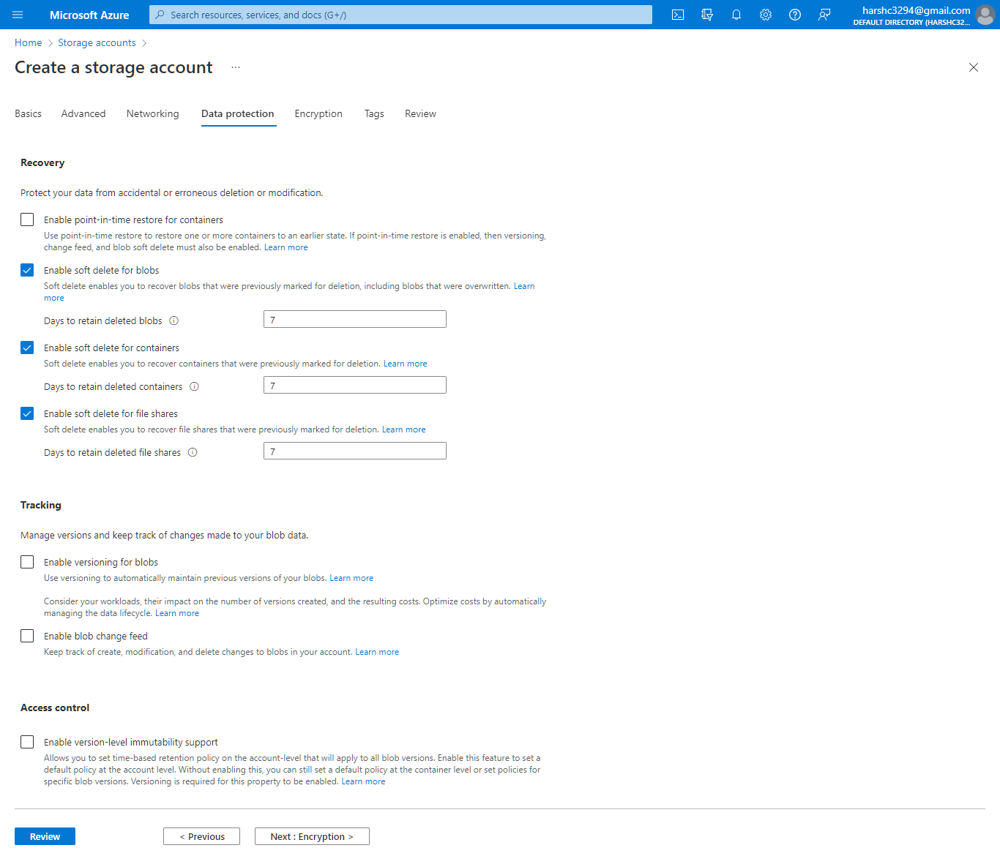 Microsoft Azure
Search resources, services, and docs (G+/)
harshc3294@gmail.com
DEFAULT DIRECTORY (HARSHC32...
Home > Storage accounts >
Create a storage account ...
Basics Advanced Networking Data protection Encryption Tags Review
Recovery
Protect your data from accidental or erroneous deletion or modification.
Enable point-in-time restore for containers
Use point-in-time restore to restore one or more containers to an earlier state. If point-in-time restore is enabled, then versioning,
change feed, and blob soft delete must also be enabled. Learn more
Enable soft delete for blobs
Soft delete enables you to recover blobs that were previously marked for deletion, including blobs that were overwritten. Learn
more
Days to retain deleted blobs 7
Enable soft delete for containers
Soft delete enables you to recover containers that were previously marked for deletion. Learn more
Days to retain deleted containers 7
Enable soft delete for file shares
Soft delete enables you to recover file shares that were previously marked for deletion. Learn more
Days to retain deleted file shares 7
Tracking
Manage versions and keep track of changes made to your blob data.
Enable versioning for blobs
Use versioning to automatically maintain previous versions of your blobs. Learn more
Consider your workloads, their impact on the number of versions created, and the resulting costs. Optimize costs by automatically
managing the data lifecycle. Learn more
Enable blob change feed
Keep track of create, modification, and delete changes to blobs in your account. Learn more
Access control
Enable version-level immutability support
Allows you to set time-based retention policy on the account-level that will apply to all blob versions. Enable this feature to set a
default policy at the account level. Without enabling this, you can still set a default policy at the container level or set policies for
specific blob versions. Versioning is required for this property to be enabled. Learn more
Review < Previous Next : Encryption >